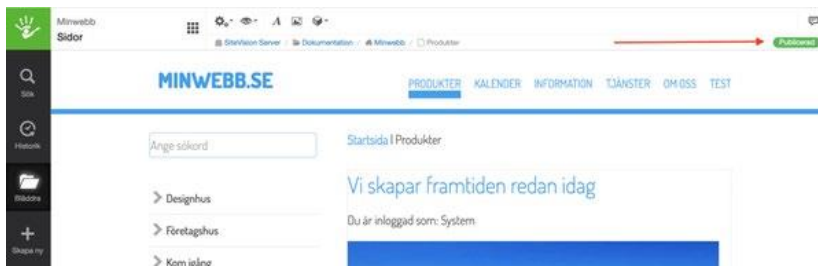 Minwebb
Sidor
SiteVision Server / Dokumentation / Minwebb / Produkter
Publicerad
Sök
Historik
Bläddra
Skapa ny
MINWEBB.SE
PRODUKTER KALENDER INFORMATION TJÄNSTER OM OSS TEST
Ange sökord
Designhus
Företagshus
Kom igång
Startsida | Produkter
Vi skapar framtiden redan idag
Du är inloggad som: System